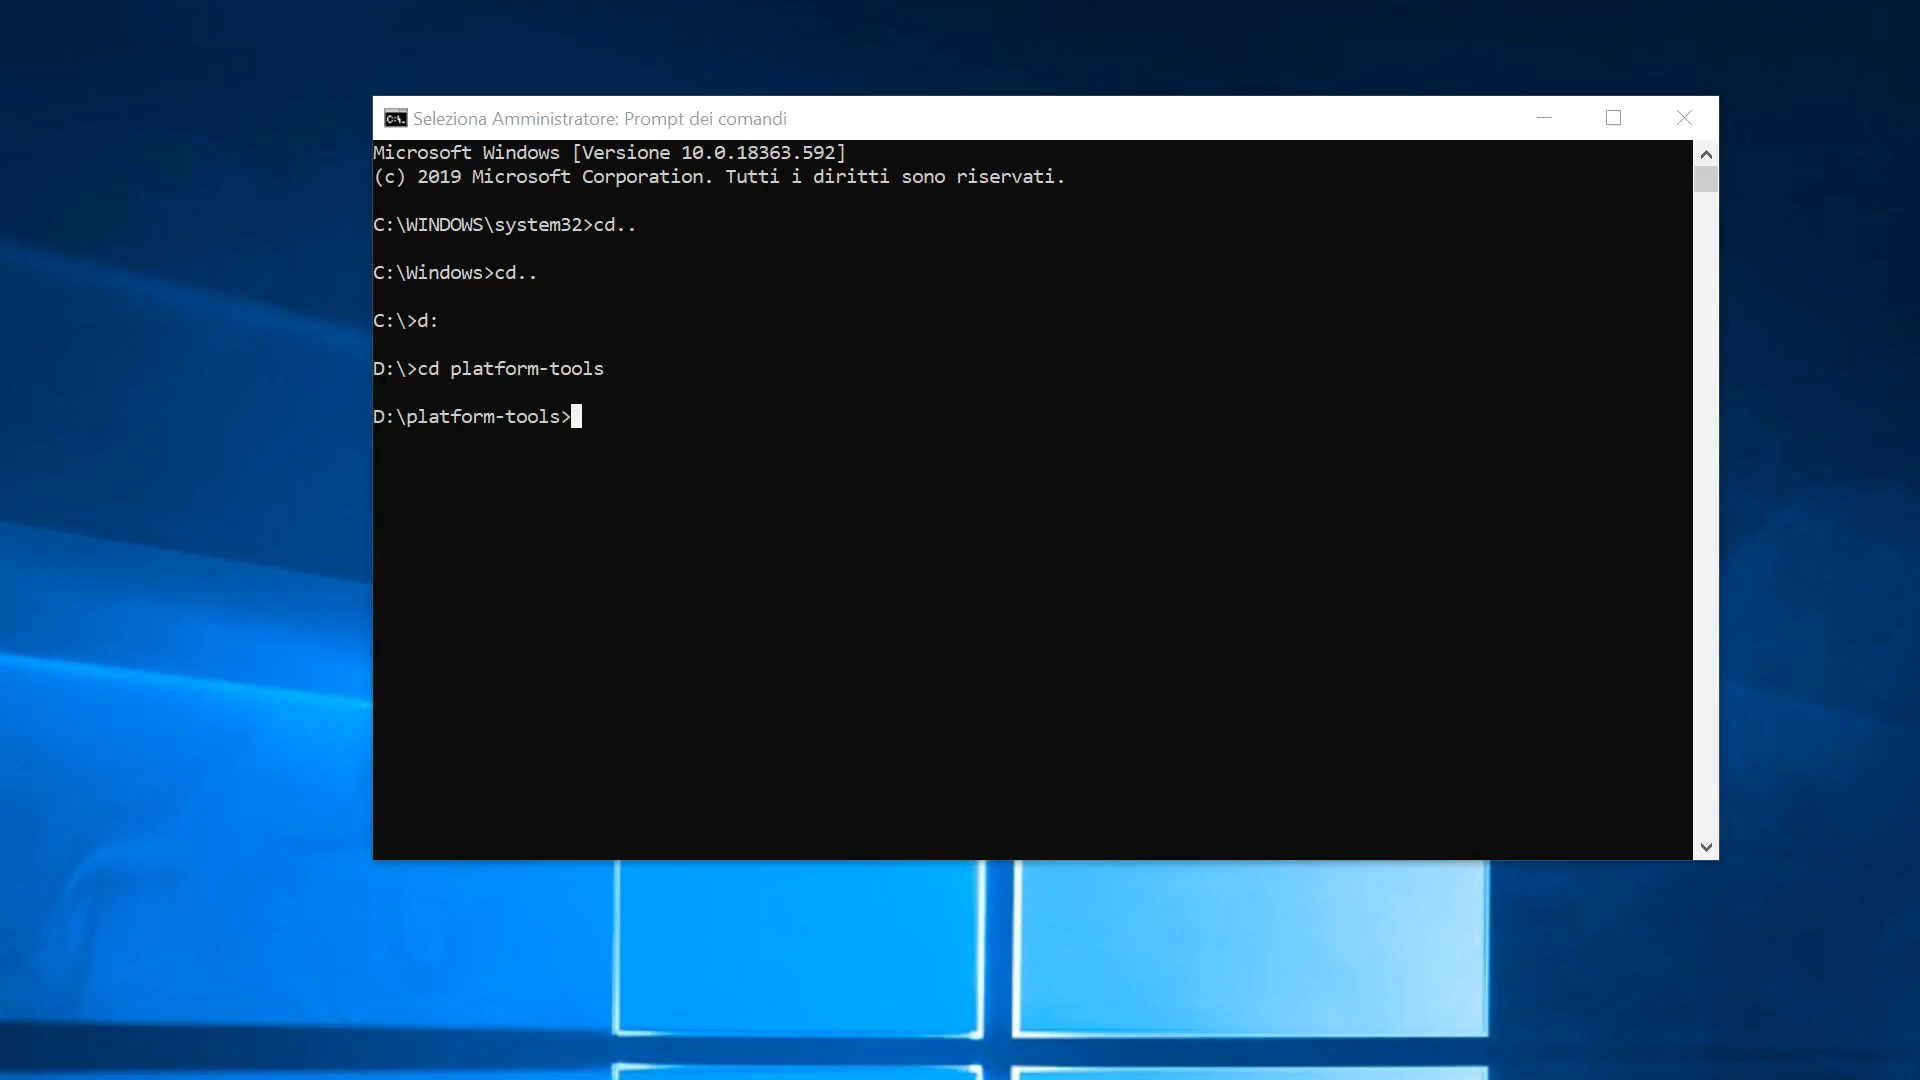 Seleziona Amministratore: Prompt dei comandi
Microsoft Windows [Versione 10.0.18363.592]
(c) 2019 Microsoft Corporation. Tutti i diritti sono riservati.
C:\WINDOWS\system32>cd..
C:\Windows>cd..
C:\>d:
D:\>cd platform-tools
D:\platform-tools>